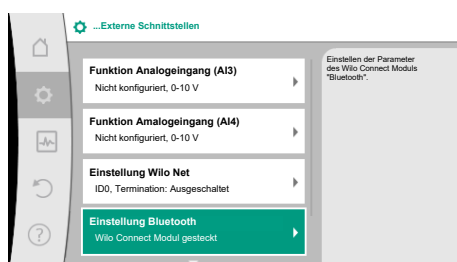 ...Externe Schnittstellen
Funktion Analogeingang (AI3)
Nicht konfiguriert, 0-10 V
Funktion Amalogeingang (AI4)
Nicht konfiguriert, 0-10 V
Einstellung Wilo Net
ID0, Termination: Ausgeschaltet
Einstellung Bluetooth
Wilo Connect Modul gesteckt
Einstellen der Parameter
des Wilo Connect Moduls
"Bluetooth".